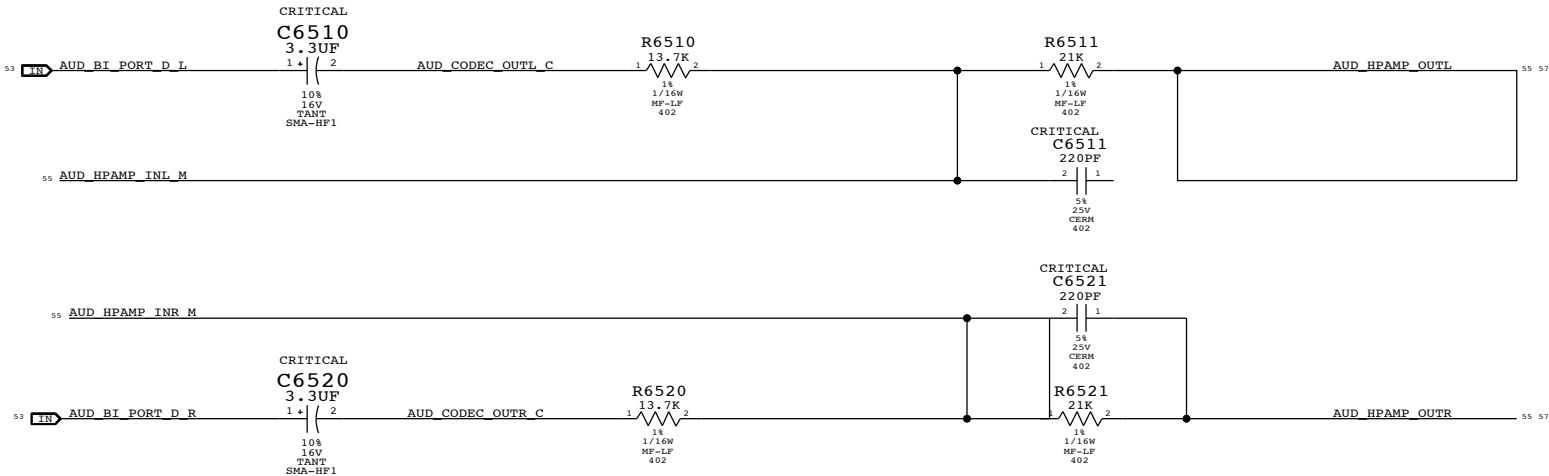 CRITICAL
C6510
3.3UF
1 + 2
10%
16V
TANT
SMA-HF1
53 IN AUD_BI_PORT_D_L
AUD_CODEC_OUTL_C
R6510
13.7K
1 2
1%
1/16W
MF-LF
402
R6511
21K
1 2
1%
1/16W
MF-LF
402
AUD_HPAMP_OUTL 55 57
55 AUD_HPAMP_INL_M
CRITICAL
C6511
220PF
2 1
5%
25V
CERM
402
55 AUD_HPAMP_INR_M
CRITICAL
C6521
220PF
2 1
5%
25V
CERM
402
CRITICAL
C6520
3.3UF
1 + 2
10%
16V
TANT
SMA-HF1
53 IN AUD_BI_PORT_D_R
AUD_CODEC_OUTR_C
R6520
13.7K
1 2
1%
1/16W
MF-LF
402
R6521
21K
1 2
1%
1/16W
MF-LF
402
AUD_HPAMP_OUTR 55 57